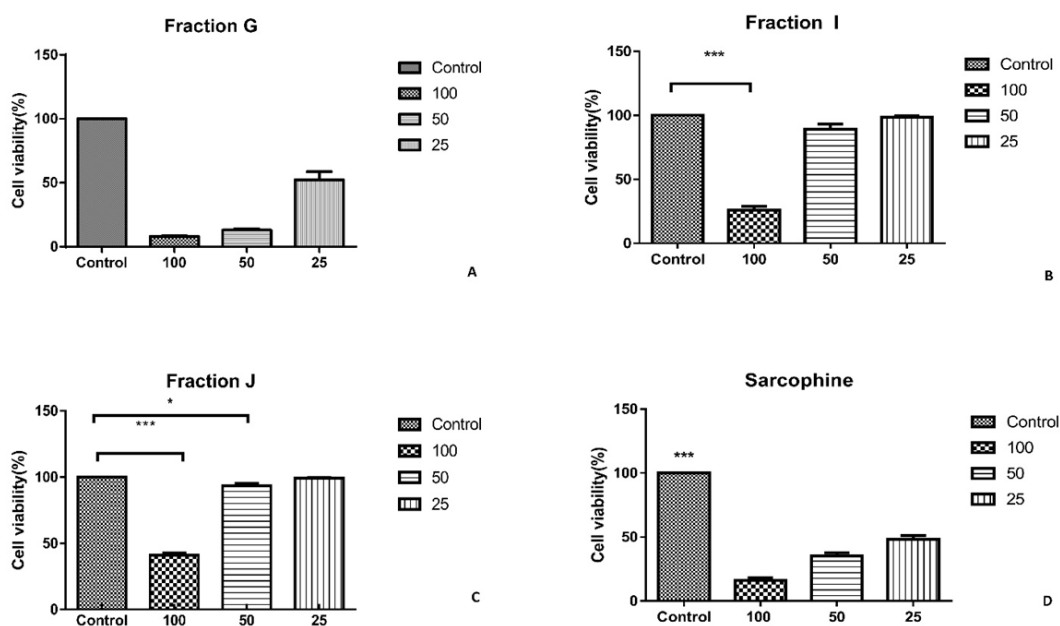 Fraction G
150
100
50
0
Cell viability(%)
Control
100
50
25
Control
100
50
25
A
Fraction I
***
150
100
50
0
Cell viability(%)
Control
100
50
25
Control
100
50
25
B
Fraction J
*
***
150
100
50
0
Cell viability(%)
Control
100
50
25
Control
100
50
25
C
Sarcophine
***
150
100
50
0
Cell viability(%)
Control
100
50
25
Control
100
50
25
D